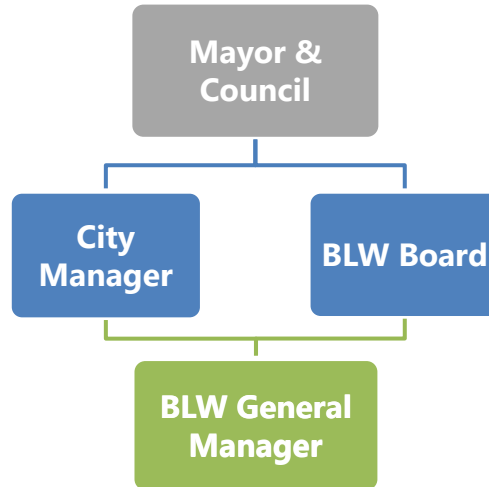 Mayor &
Council
City
Manager
BLW Board
BLW General
Manager